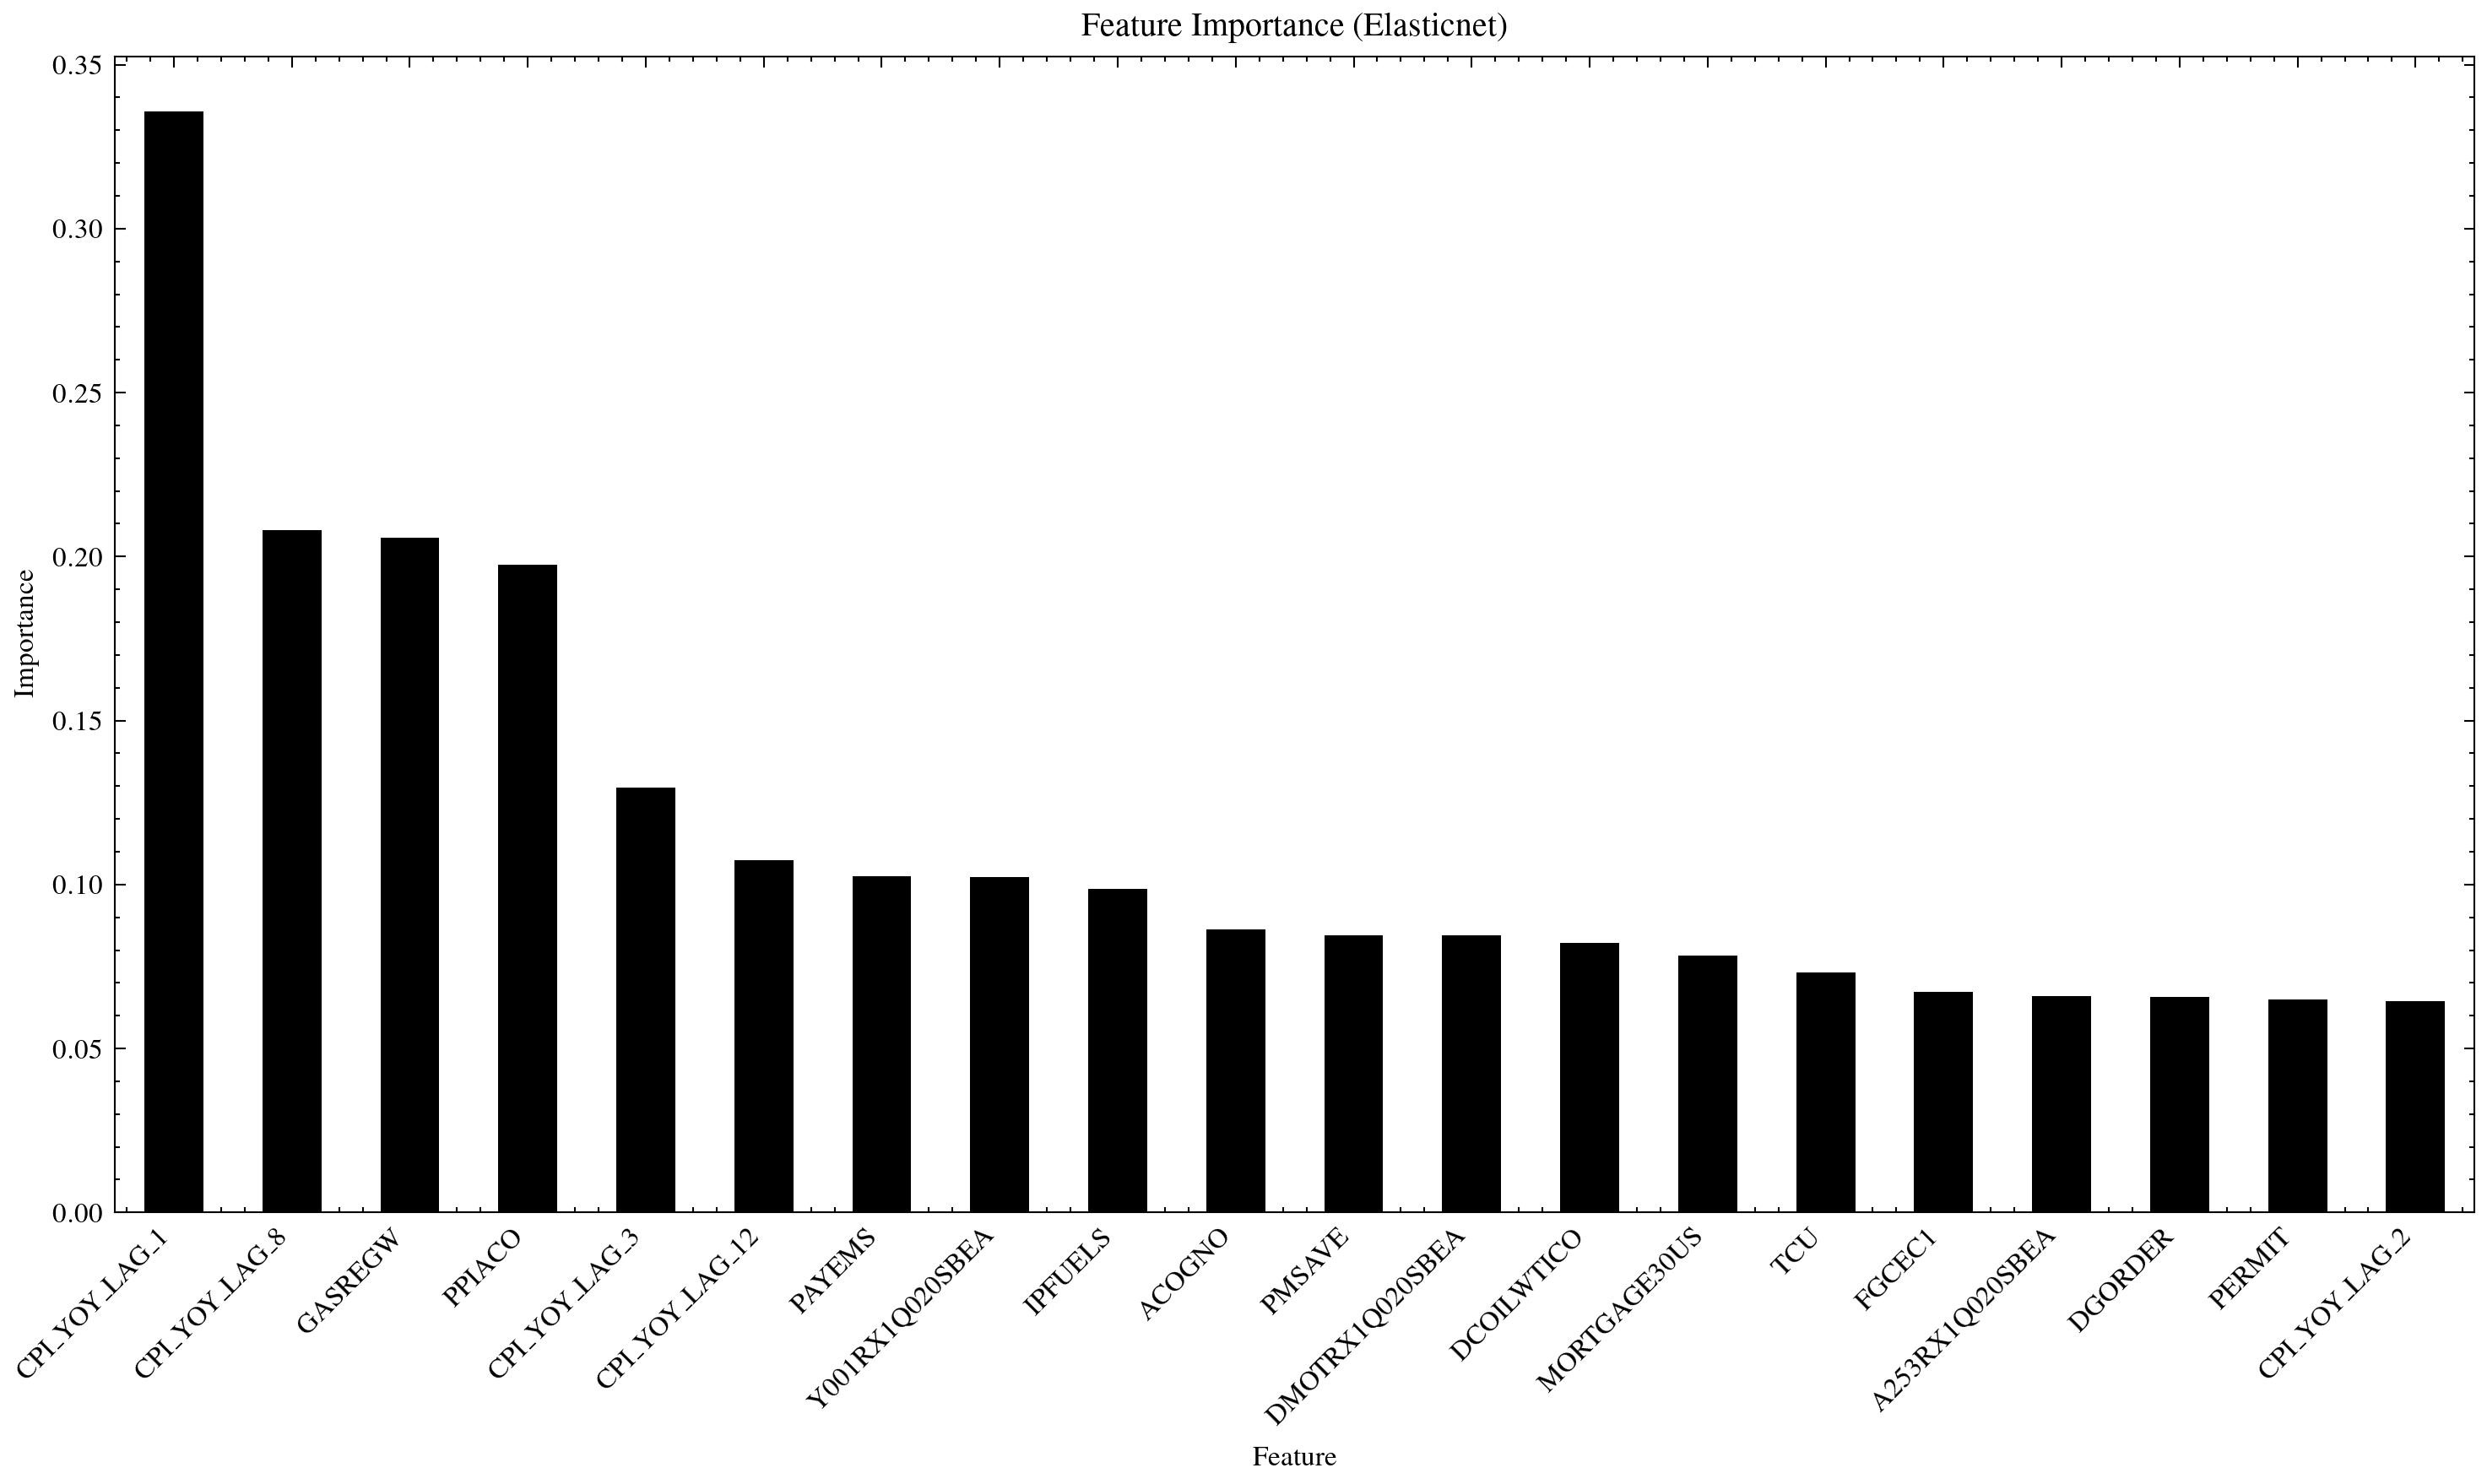 Feature Importance (Elasticnet)
Importance
0.35
0.30
0.25
0.20
0.15
0.10
0.05
0.00
CPI_YOY_LAG_1
CPI_YOY_LAG_8
GASREGW
PPIACO
CPI_YOY_LAG_3
CPI_YOY_LAG_12
PAYEMS
Y001RX1Q020SBEA
IPFUELS
ACOGNO
PMSAVE
DMOTRX1Q020SBEA
DCOILWTICO
MORTGAGE30US
TCU
FGCEC1
A253RX1Q020SBEA
DGORDER
PERMIT
CPI_YOY_LAG_2
Feature